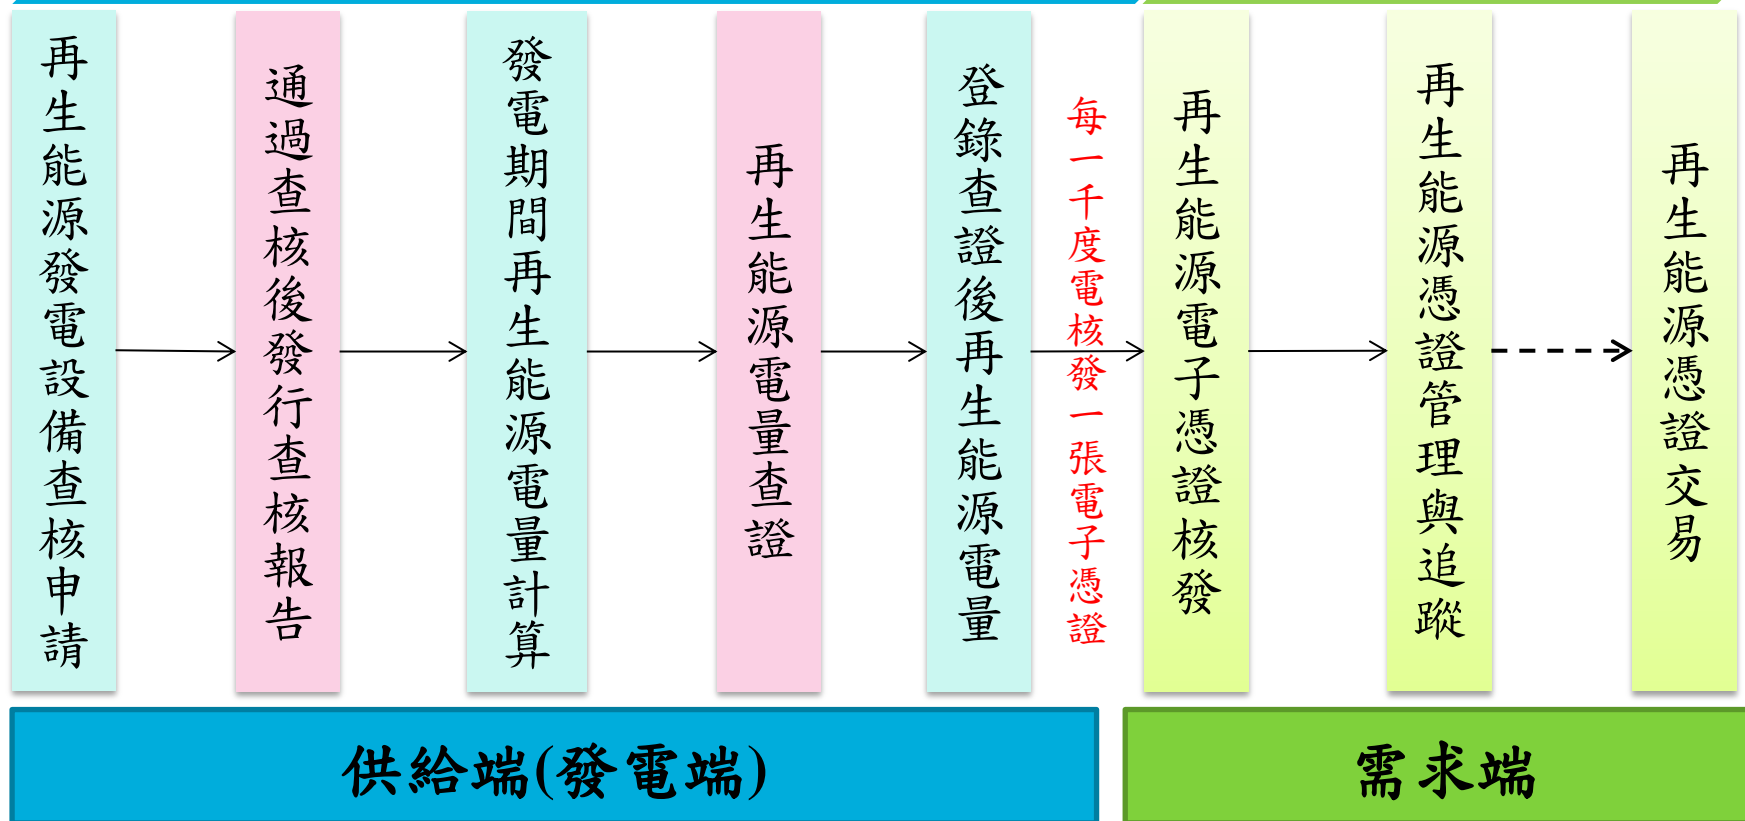 再生能源發電設備查核申請
通過查核後發行查核報告
發電期間再生能源電量計算
再生能源電量查證
登錄查證後再生能源電量
每一千度電核發一張電子憑證
再生能源電子憑證核發
再生能源憑證管理與追蹤
再生能源憑證交易
供給端(發電端)
需求端